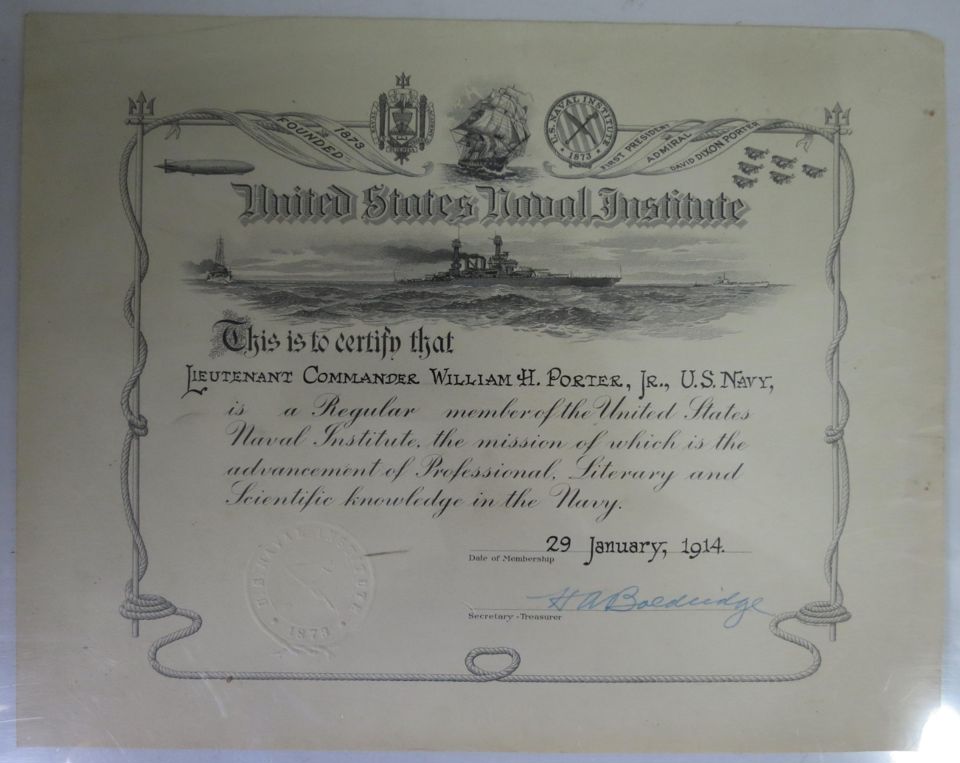 FOUNDED 1873
U.S. NAVAL INSTITUTE
· 1873 ·
FIRST PRESIDENT
ADMIRAL
DAVID DIXON PORTER
United States Naval Institute
This is to certify that
LIEUTENANT COMMANDER WILLIAM H. PORTER, JR., U.S. NAVY,
is a Regular member of the United States
Naval Institute, the mission of which is the
advancement of Professional, Literary and
Scientific knowledge in the Navy.
29 January, 1914.
Date of Membership
H A Baldridge
Secretary-Treasurer
U.S. NAVAL INSTITUTE
· 1873 ·